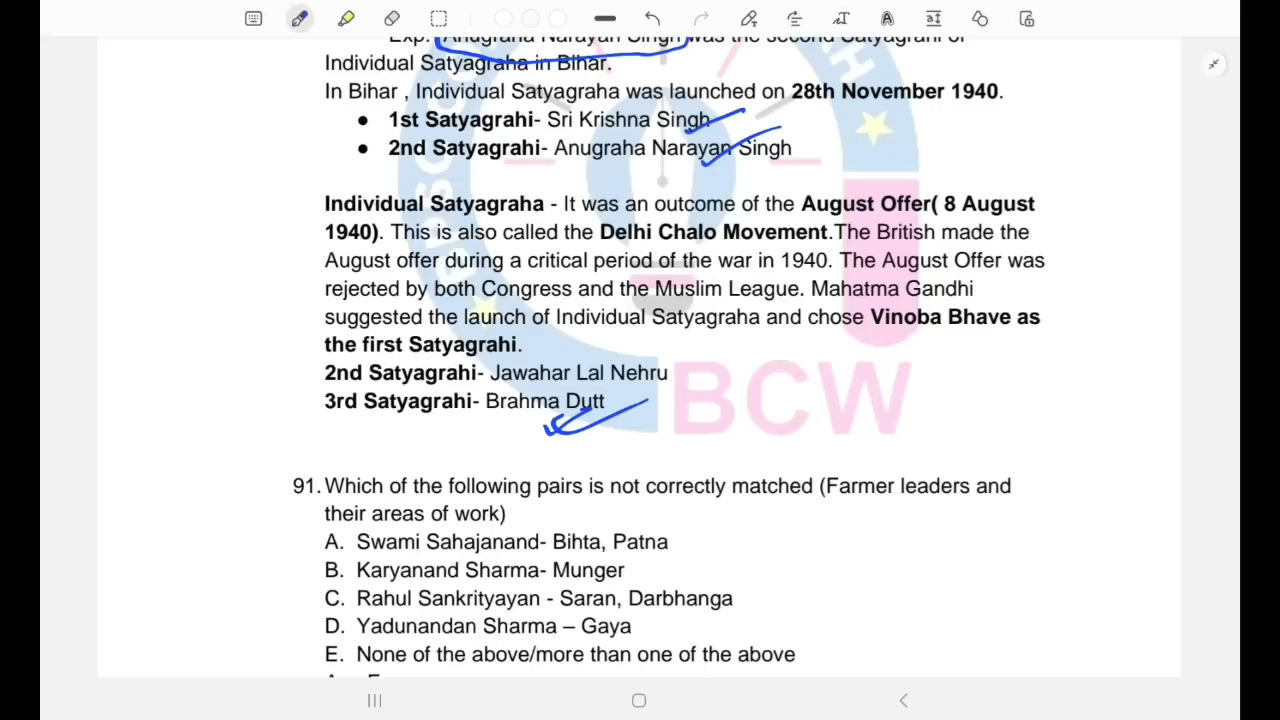 Exp. Anugraha Narayan Singh was the second Satyagrahi of
Individual Satyagraha in Bihar.
In Bihar , Individual Satyagraha was launched on 28th November 1940.
● 1st Satyagrahi- Sri Krishna Singh
● 2nd Satyagrahi- Anugraha Narayan Singh
Individual Satyagraha - It was an outcome of the August Offer( 8 August
1940). This is also called the Delhi Chalo Movement.The British made the
August offer during a critical period of the war in 1940. The August Offer was
rejected by both Congress and the Muslim League. Mahatma Gandhi
suggested the launch of Individual Satyagraha and chose Vinoba Bhave as
the first Satyagrahi.
2nd Satyagrahi- Jawahar Lal Nehru
3rd Satyagrahi- Brahma Dutt
BCW
91. Which of the following pairs is not correctly matched (Farmer leaders and
their areas of work)
A. Swami Sahajanand- Bihta, Patna
B. Karyanand Sharma- Munger
C. Rahul Sankrityayan - Saran, Darbhanga
D. Yadunandan Sharma – Gaya
E. None of the above/more than one of the above